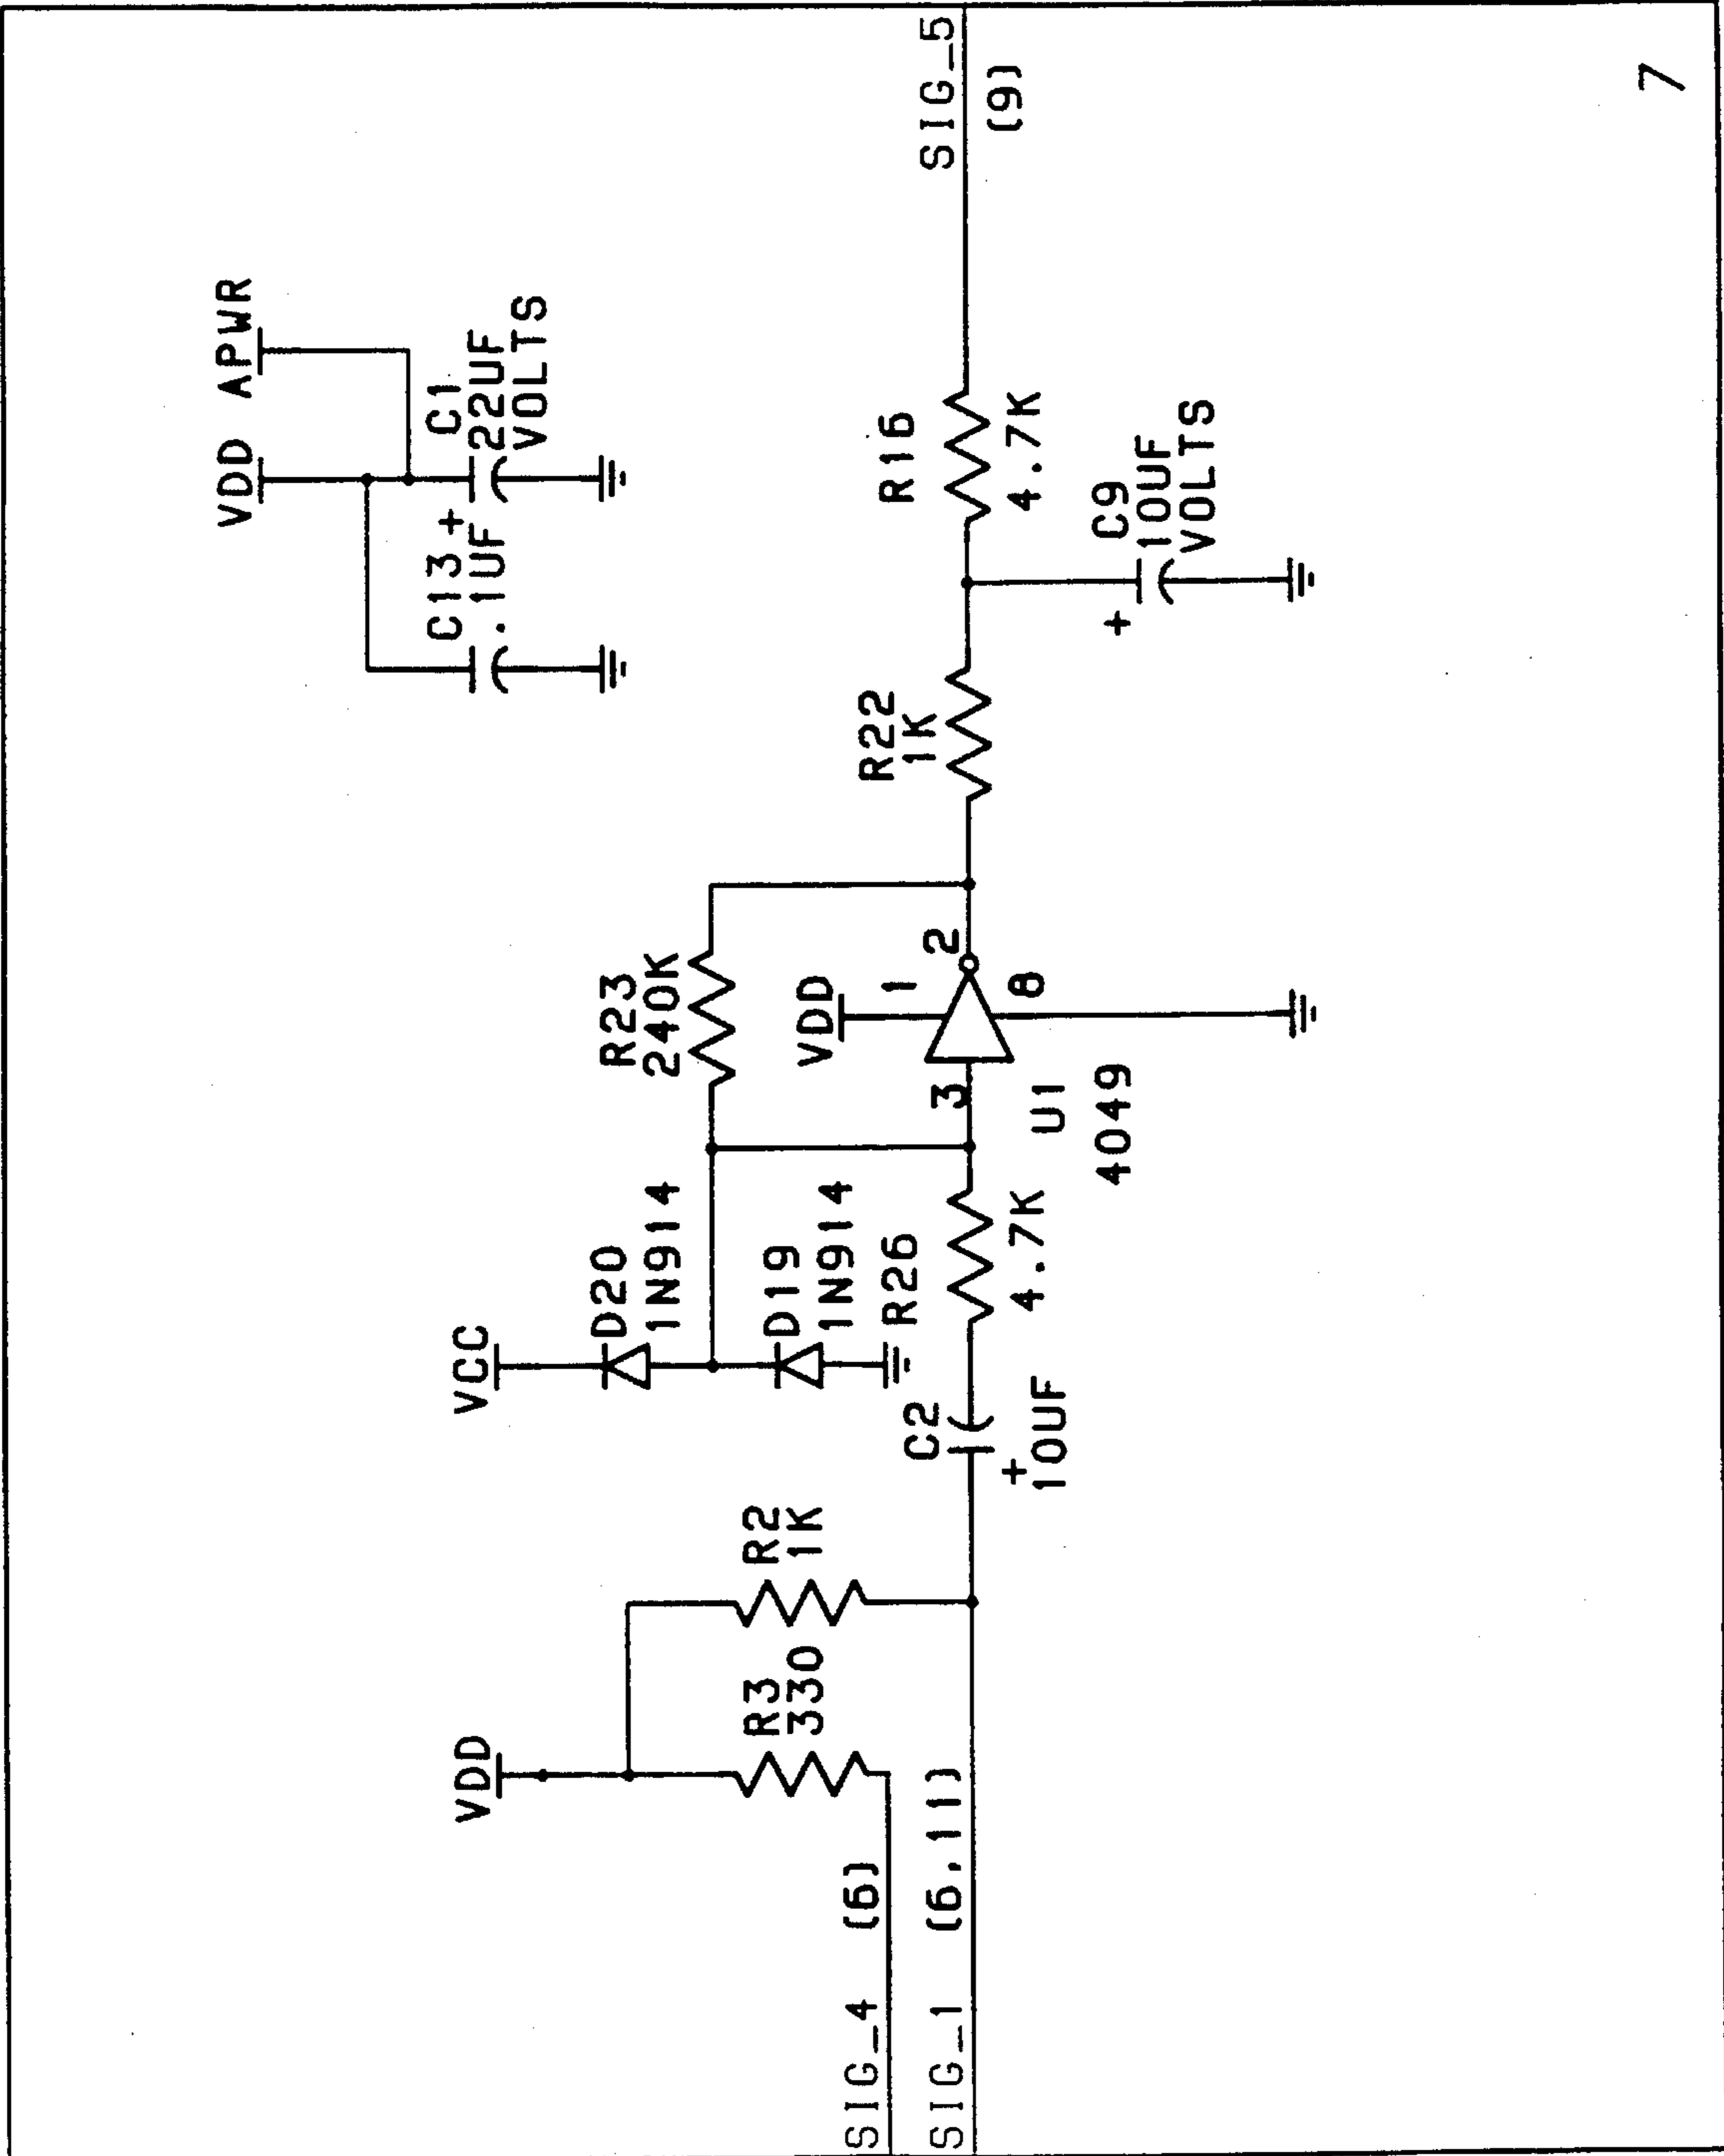 VDD APWR
C13
.1UF
+
C1
22UF
VOLTS
VCC
D20
1N914
D19
1N914
R23
240K
VDD
R3
330
R2
1K
VDD
1
2
3
8
U1
4049
R22
1K
R16
4.7K
SIG_5
(9)
SIG_4 (6)
SIG_1 (6,11)
C2
+
10UF
R26
4.7K
+
C9
10UF
VOLTS
7